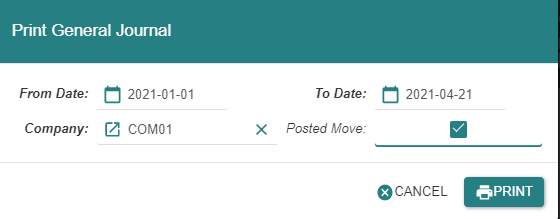 Print General Journal
From Date: 2021-01-01 To Date: 2021-04-21
Company: COM01 Posted Move:
CANCEL PRINT